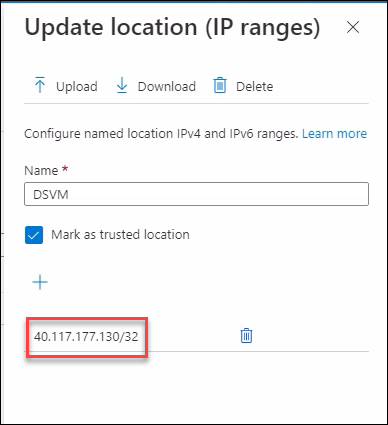 Update location (IP ranges)
Upload Download Delete
Configure named location IPv4 and IPv6 ranges. Learn more
Name *
DSVM
Mark as trusted location
40.117.177.130/32